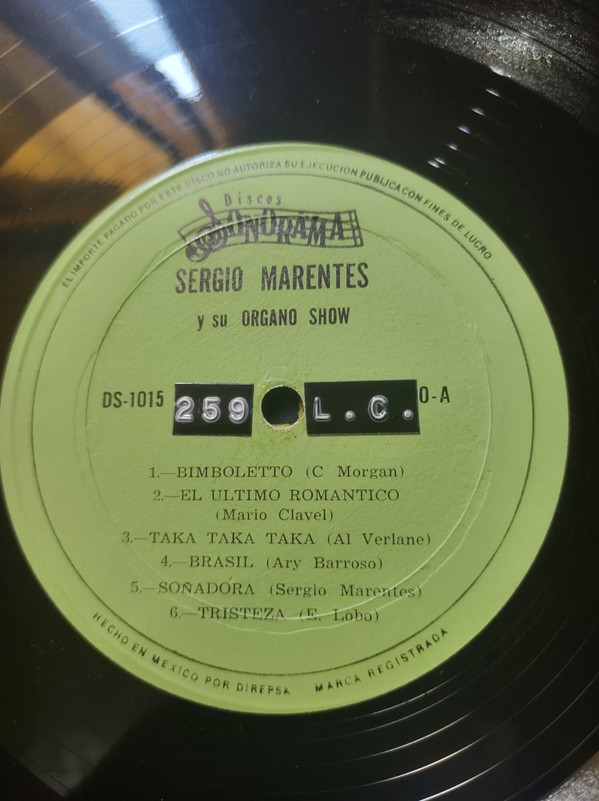 EL IMPORTE PAGADO POR ESTE DISCO NO AUTORIZA SU EJECUCION PUBLICA CON FINES DE LUCRO
Discos
SONORAMA
SERGIO MARENTES
y su ORGANO SHOW
DS-1015 259 L.C. O-A
1.—BIMBOLETTO (C Morgan)
2.—EL ULTIMO ROMANTICO
(Mario Clavel)
3.—TAKA TAKA TAKA (Al Verlane)
4.—BRASIL (Ary Barroso)
5.—SOÑADORA (Sergio Marentes)
6.—TRISTEZA (E. Lobo)
HECHO EN MEXICO POR DIREPSA MARCA REGISTRADA